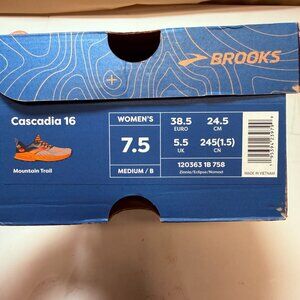 BROOKS
Cascadia 16
Mountain Trail
WOMEN'S
7.5
MEDIUM / B
38.5
EURO
24.5
CM
5.5
UK
245(1.5)
CN
120363 1B 758
Zinnia/Eclipse/Nomad
MADE IN VIETNAM